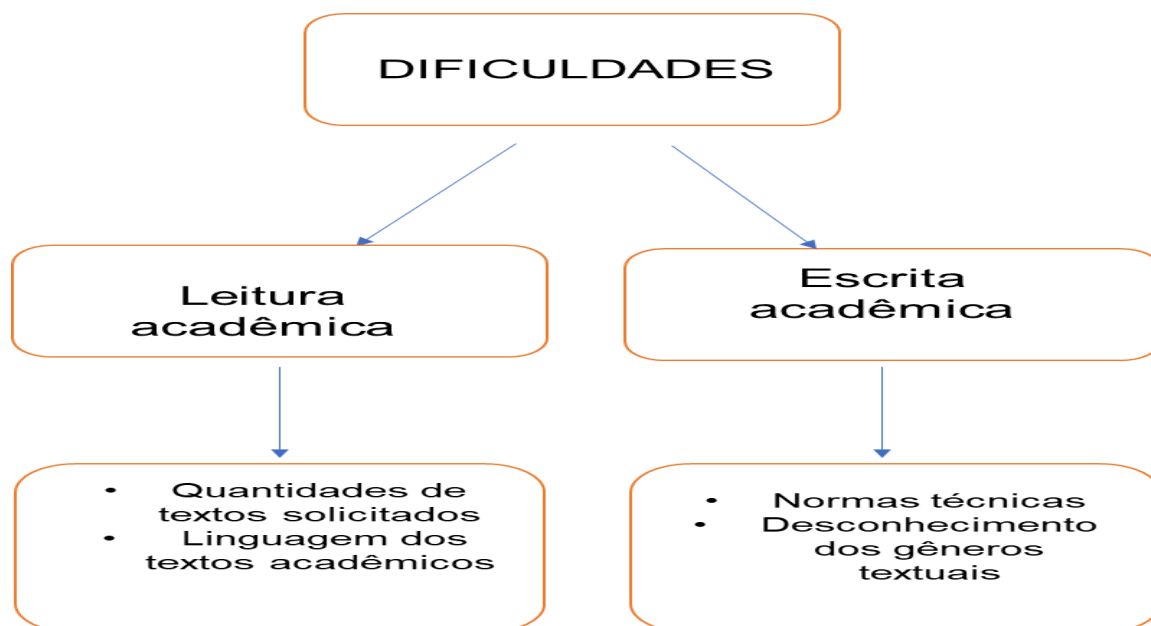 DIFICULDADES
Leitura
acadêmica
Escrita
acadêmica
• Quantidades de
textos solicitados
• Linguagem dos
textos acadêmicos
• Normas técnicas
• Desconhecimento
dos gêneros
textuais